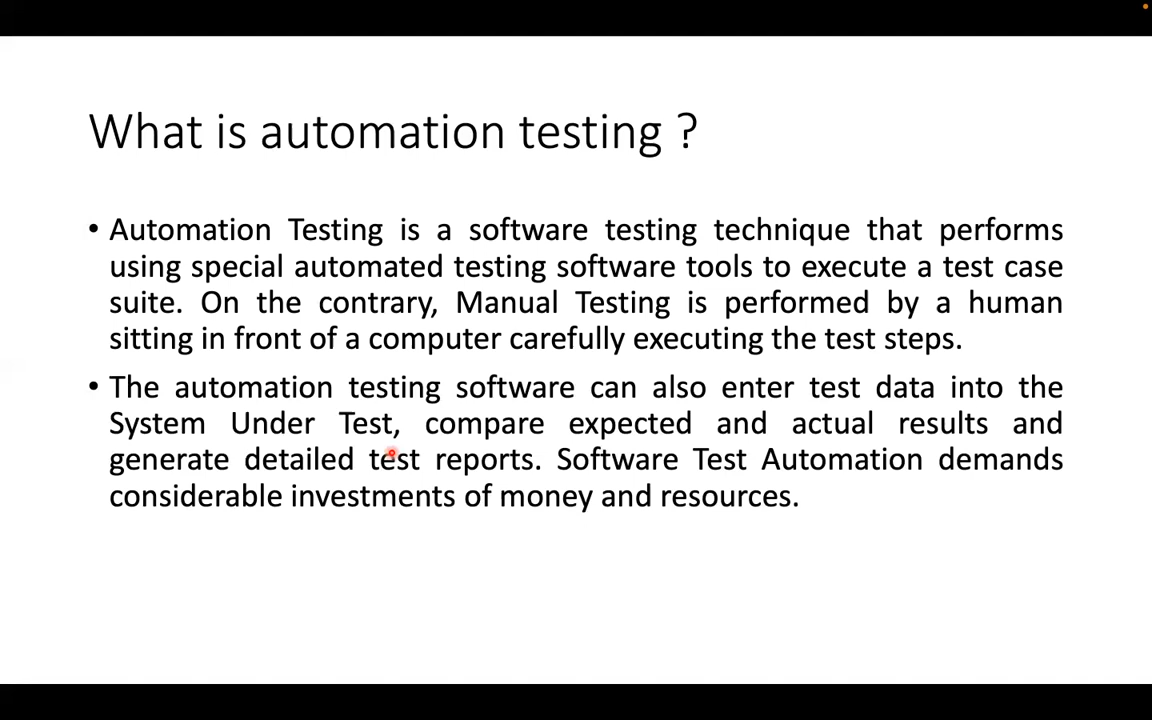 What is automation testing ?
• Automation Testing is a software testing technique that performs
using special automated testing software tools to execute a test case
suite. On the contrary, Manual Testing is performed by a human
sitting in front of a computer carefully executing the test steps.
• The automation testing software can also enter test data into the
System Under Test, compare expected and actual results and
generate detailed test reports. Software Test Automation demands
considerable investments of money and resources.